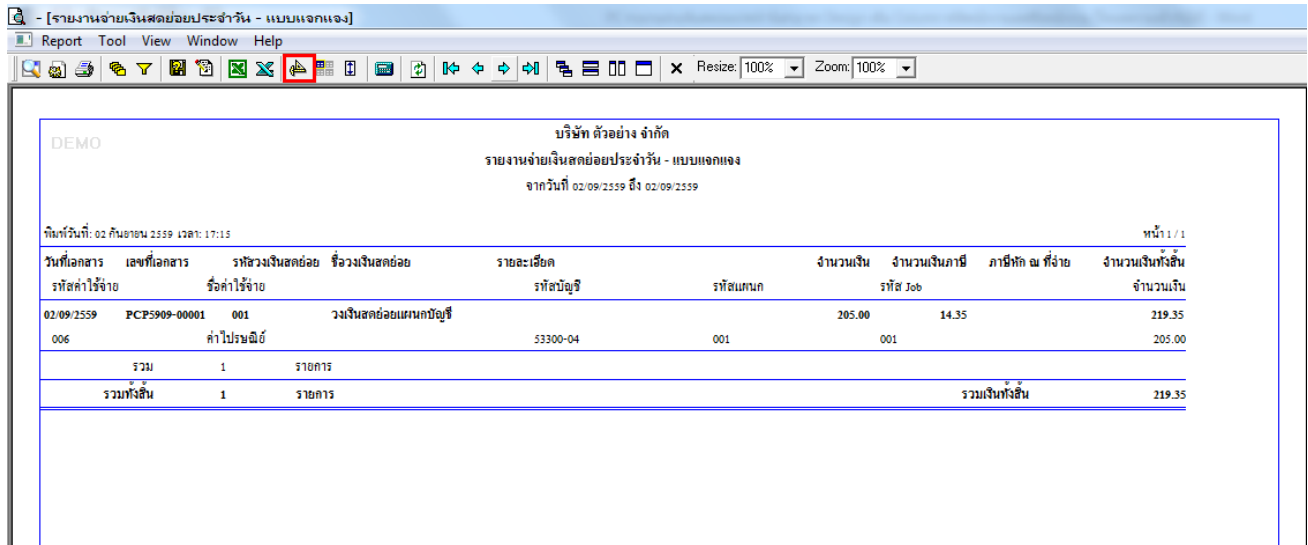 - [รายงานจ่ายเงินสดย่อยประจำวัน - แบบแจกแจง]
Report Tool View Window Help
Resize: 100% Zoom: 100%
DEMO
บริษัท ตัวอย่าง จำกัด
รายงานจ่ายเงินสดย่อยประจำวัน - แบบแจกแจง
จากวันที่ 02/09/2559 ถึง 02/09/2559
พิมพ์วันที่: 02 กันยายน 2559 เวลา: 17:15 หน้า 1 / 1
วันที่เอกสาร เลขที่เอกสาร รหัสวงเงินสดย่อย ชื่อวงเงินสดย่อย รายละเอียด จำนวนเงิน จำนวนเงินภาษี ภาษีหัก ณ ที่จ่าย จำนวนเงินทั้งสิ้น
รหัสค่าใช้จ่าย ชื่อค่าใช้จ่าย รหัสบัญชี รหัสแผนก รหัส Job จำนวนเงิน
02/09/2559 PCP5909-00001 001 วงเงินสดย่อยแผนกบัญชี 205.00 14.35 219.35
006 ค่าไปรษณีย์ 53300-04 001 001 205.00
รวม 1 รายการ
รวมทั้งสิ้น 1 รายการ รวมเงินทั้งสิ้น 219.35